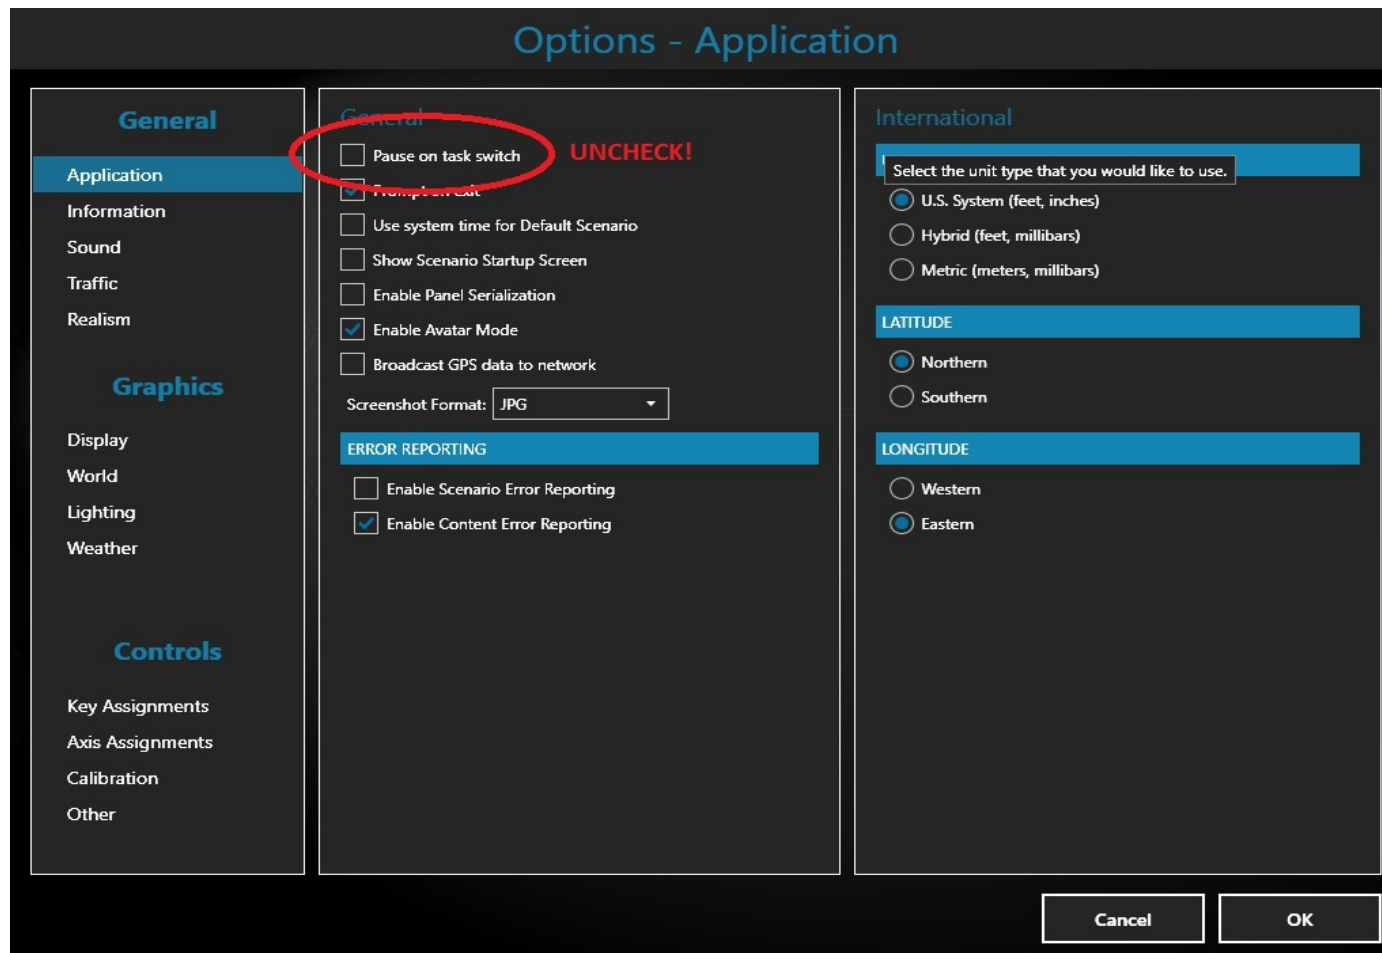 Options - Application
General
Application
Information
Sound
Traffic
Realism
Graphics
Display
World
Lighting
Weather
Controls
Key Assignments
Axis Assignments
Calibration
Other
General
Pause on task switch
UNCHECK!
Prompt on exit
Use system time for Default Scenario
Show Scenario Startup Screen
Enable Panel Serialization
Enable Avatar Mode
Broadcast GPS data to network
Screenshot Format: JPG
ERROR REPORTING
Enable Scenario Error Reporting
Enable Content Error Reporting
International
Select the unit type that you would like to use.
U.S. System (feet, inches)
Hybrid (feet, millibars)
Metric (meters, millibars)
LATITUDE
Northern
Southern
LONGITUDE
Western
Eastern
Cancel
OK